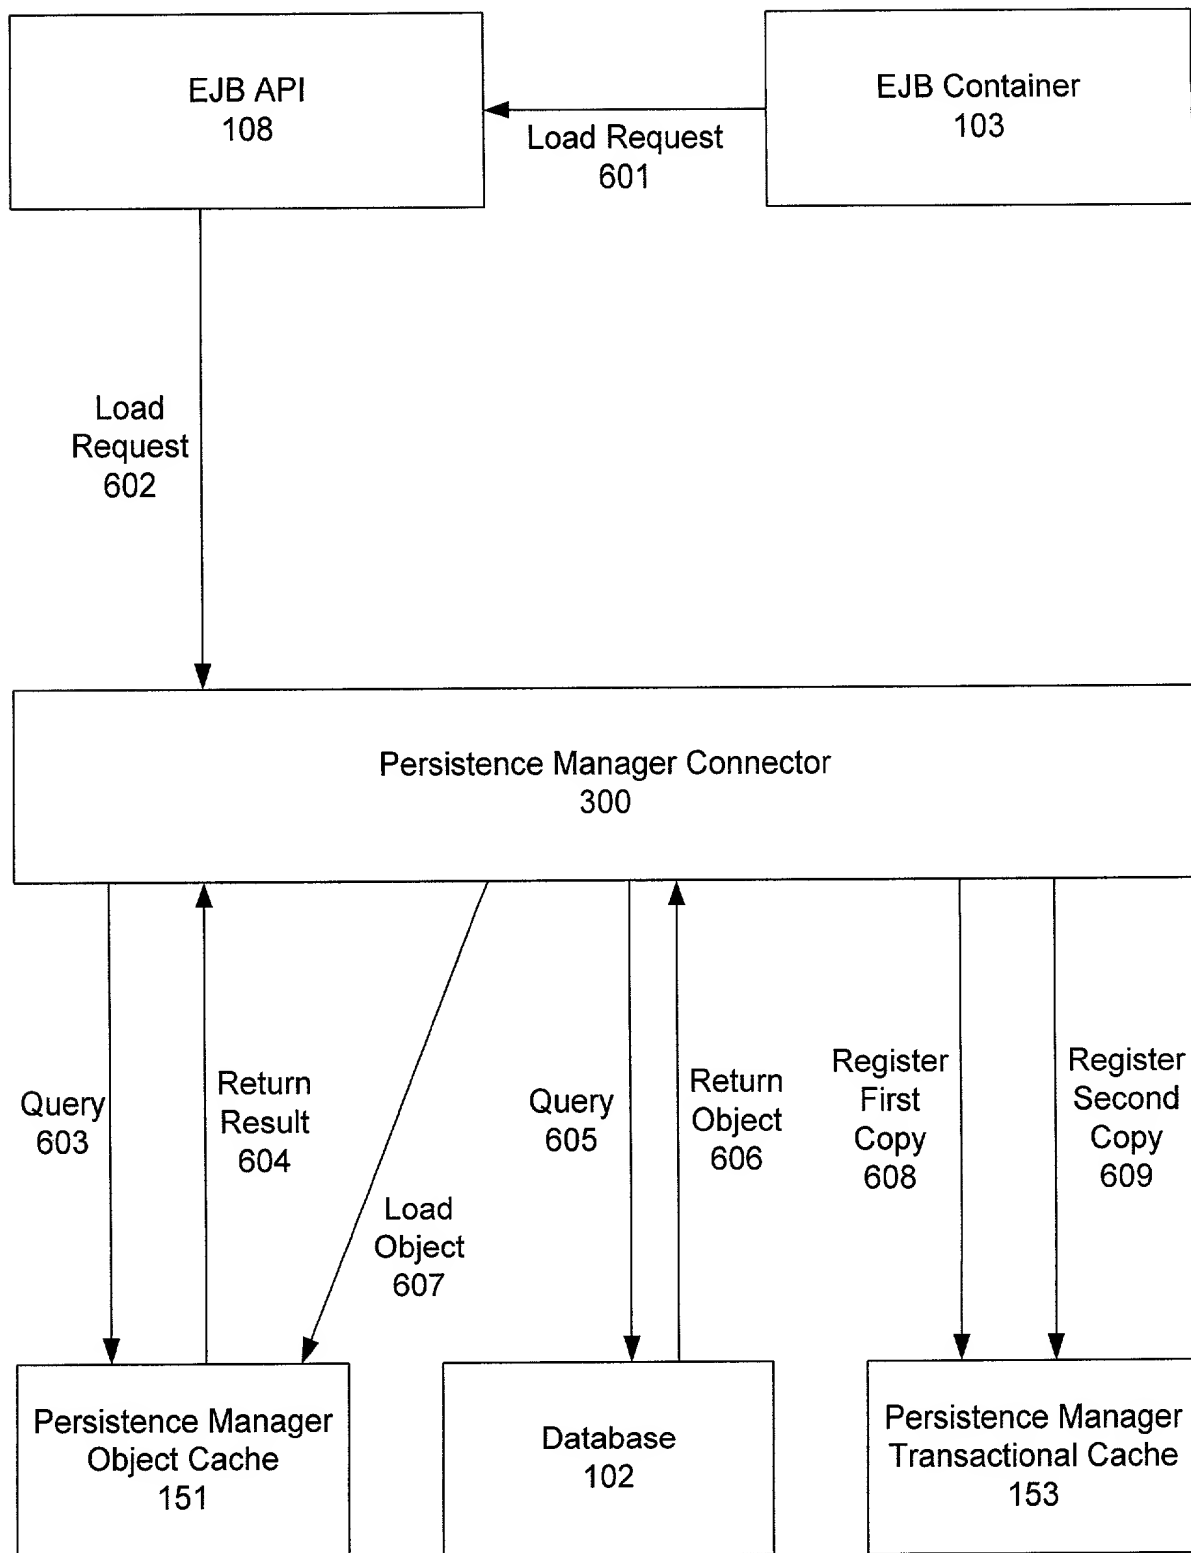 EJB API
108
EJB Container
103
Load Request
601
Load
Request
602
Persistence Manager Connector
300
Query
603
Return
Result
604
Load
Object
607
Query
605
Return
Object
606
Register
First
Copy
608
Register
Second
Copy
609
Persistence Manager
Object Cache
151
Database
102
Persistence Manager
Transactional Cache
153